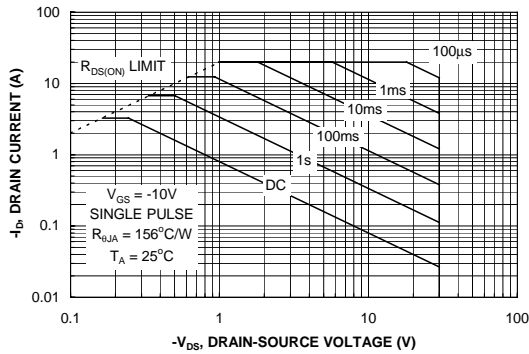 100
10
1
0.1
0.01
-I_D, DRAIN CURRENT (A)
R_DS(ON) LIMIT
100µs
1ms
10ms
100ms
1s
DC
V_GS = -10V
SINGLE PULSE
R_θJA = 156°C/W
T_A = 25°C
0.1 1 10 100
-V_DS, DRAIN-SOURCE VOLTAGE (V)